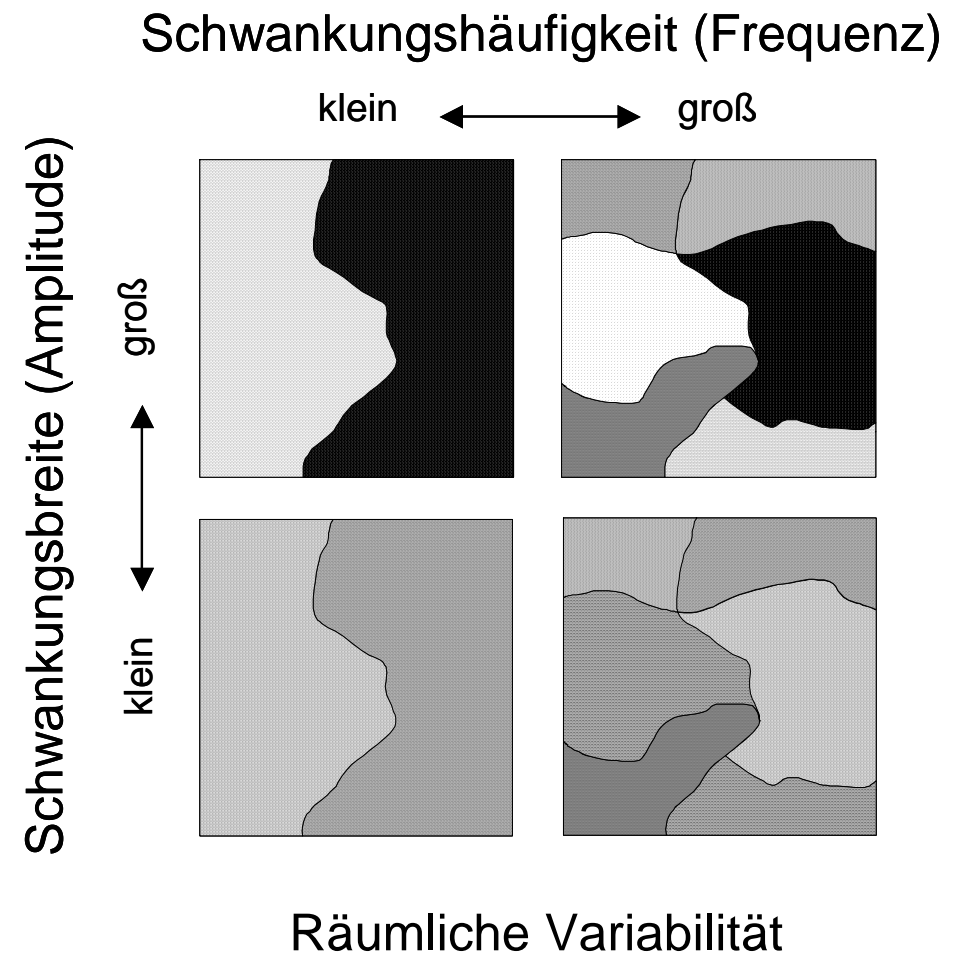 Schwankungshäufigkeit (Frequenz)
klein
groß
Schwankungsbreite (Amplitude)
groß
klein
Räumliche Variabilität